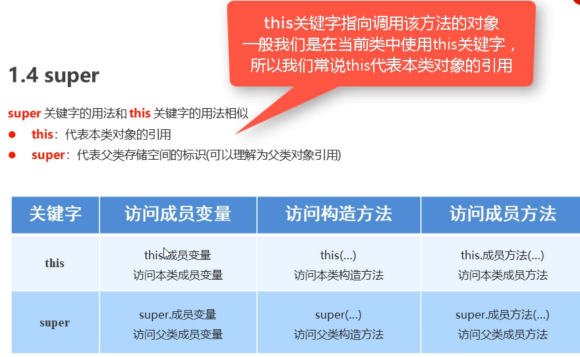 this关键字指向调用该方法的对象
一般我们是在当前类中使用this关键字，
所以我们常说this代表本类对象的引用
1.4 super
super 关键字的用法和 this 关键字的用法相似
● this：代表本类对象的引用
● super：代表父类存储空间的标识(可以理解为父类对象引用)
关键字 访问成员变量 访问构造方法 访问成员方法
this
this.成员变量 this(...) this.成员方法(...)
访问本类成员变量 访问本类构造方法 访问本类成员方法
super
super.成员变量 super(...) super.成员方法(...)
访问父类成员变量 访问父类构造方法 访问父类成员方法